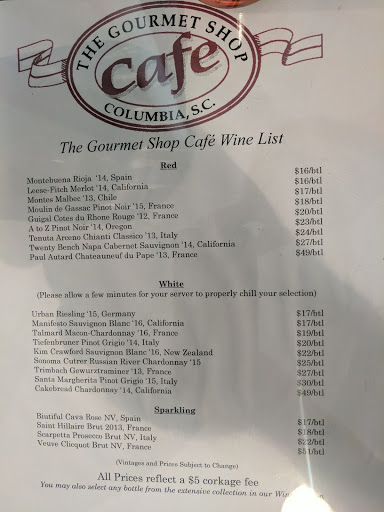 THE GOURMET SHOP
Cafe
COLUMBIA, S.C.
The Gourmet Shop Café Wine List
Red
Montebuena Rioja '14, Spain $16/btl
Leese-Fitch Merlot '14, California $16/btl
Montes Malbec '13, Chile $17/btl
Moulin de Gassac Pinot Noir '15, France $18/btl
Guigal Cotes du Rhone Rouge '12, France $20/btl
A to Z Pinot Noir '14, Oregon $23/btl
Tenuta Arceno Chianti Classico '13, Italy $24/btl
Twenty Bench Napa Cabernet Sauvignon '14, California $27/btl
Paul Autard Chateauneuf du Pape '13, France $49/btl
White
(Please allow a few minutes for your server to properly chill your selection)
Urban Riesling '15, Germany $17/btl
Manifesto Sauvignon Blanc '16, California $17/btl
Talmard Macon-Chardonnay '16, France $19/btl
Tiefenbruner Pinot Grigio '14, Italy $20/btl
Kim Crawford Sauvignon Blanc '16, New Zealand $22/btl
Sonoma Cutrer Russian River Chardonnay '15 $25/btl
Trimbach Gewurztraminer '13, France $27/btl
Santa Margherita Pinot Grigio '15, Italy $30/btl
Cakebread Chardonnay '14, California $49/btl
Sparkling
Biutiful Cava Rose NV, Spain $17/btl
Saint Hillaire Brut 2013, France $18/btl
Scarpetta Prosecco Brut NV, Italy $22/btl
Veuve Clicquot Brut NV, France $51/btl
(Vintages and Prices Subject to Change)
All Prices reflect a $5 corkage fee
You may also select any bottle from the extensive collection in our Wine